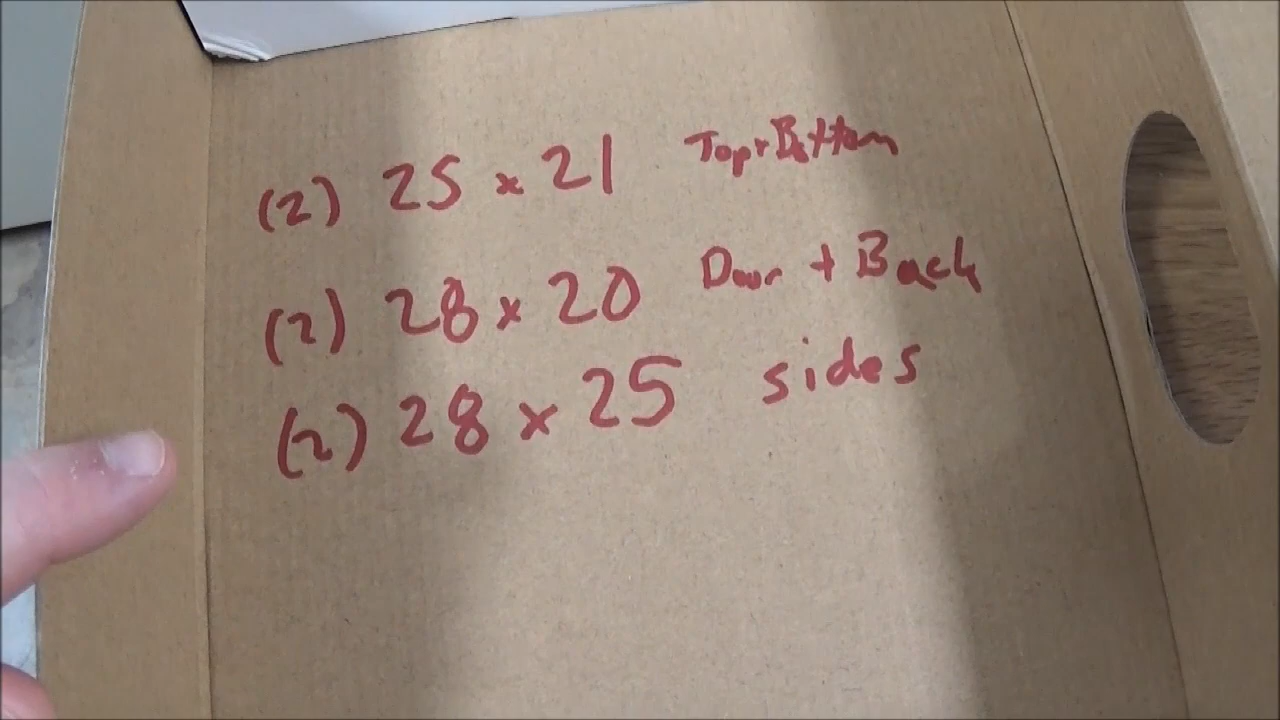 (2) 25 x 21 Top + Bottom
(2) 28 x 20 Door + Back
(2) 28 x 25 sides